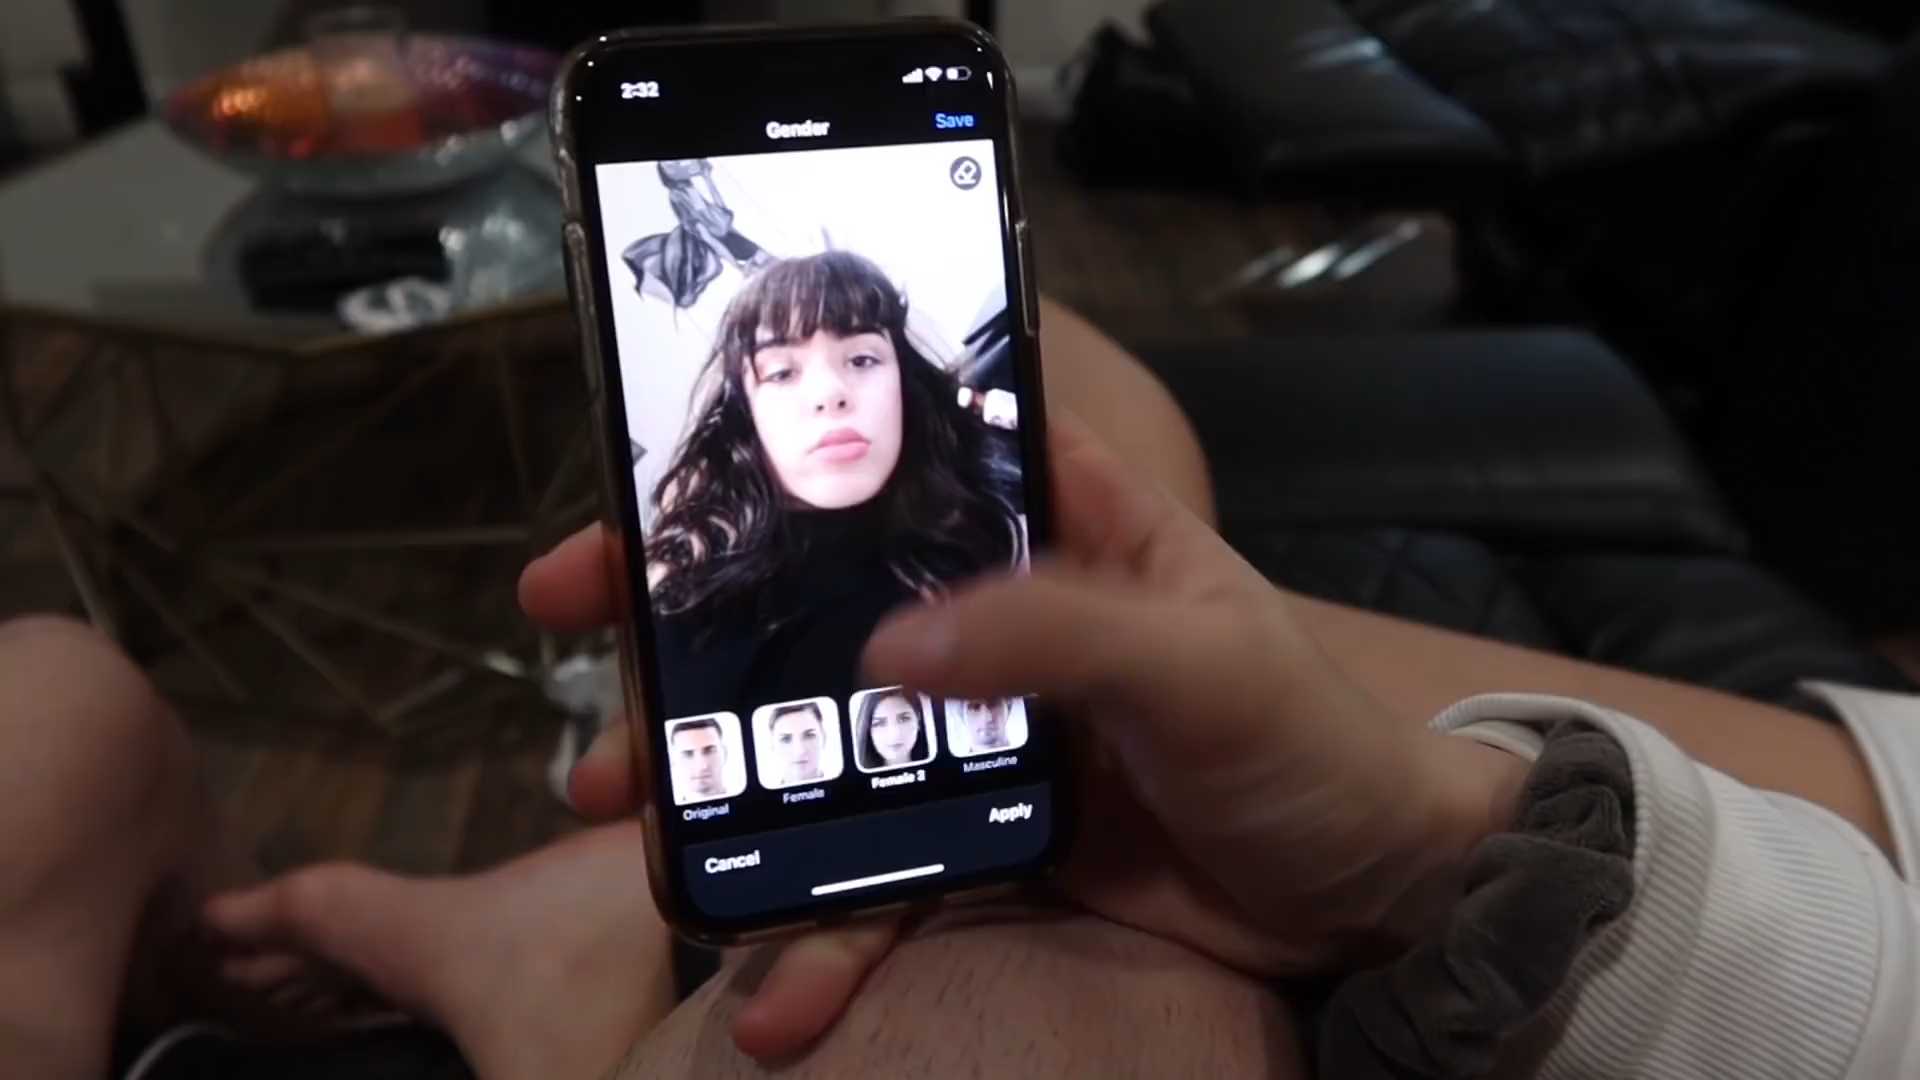 2:32
Gender
Save
Original
Female
Female 2
Masculine
Cancel
Apply